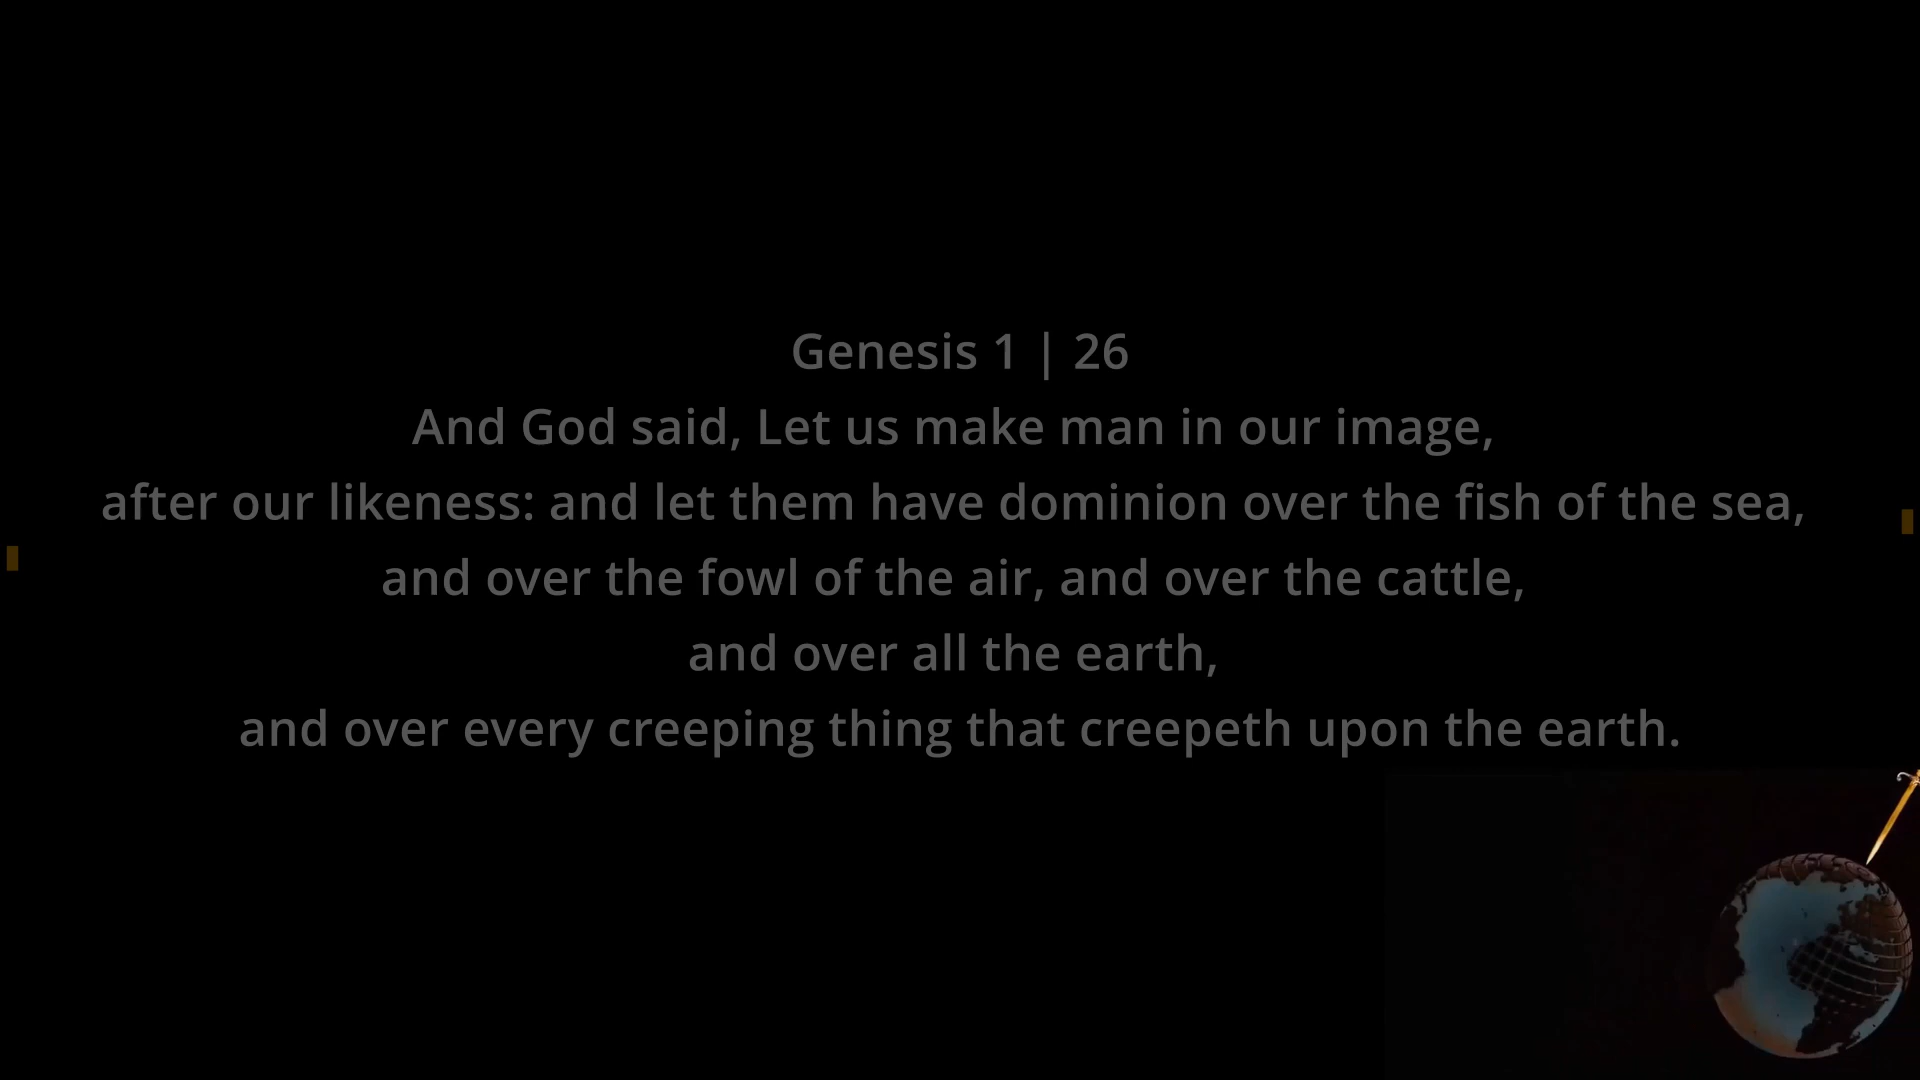 Genesis 1 | 26
And God said, Let us make man in our image,
after our likeness: and let them have dominion over the fish of the sea,
and over the fowl of the air, and over the cattle,
and over all the earth,
and over every creeping thing that creepeth upon the earth.